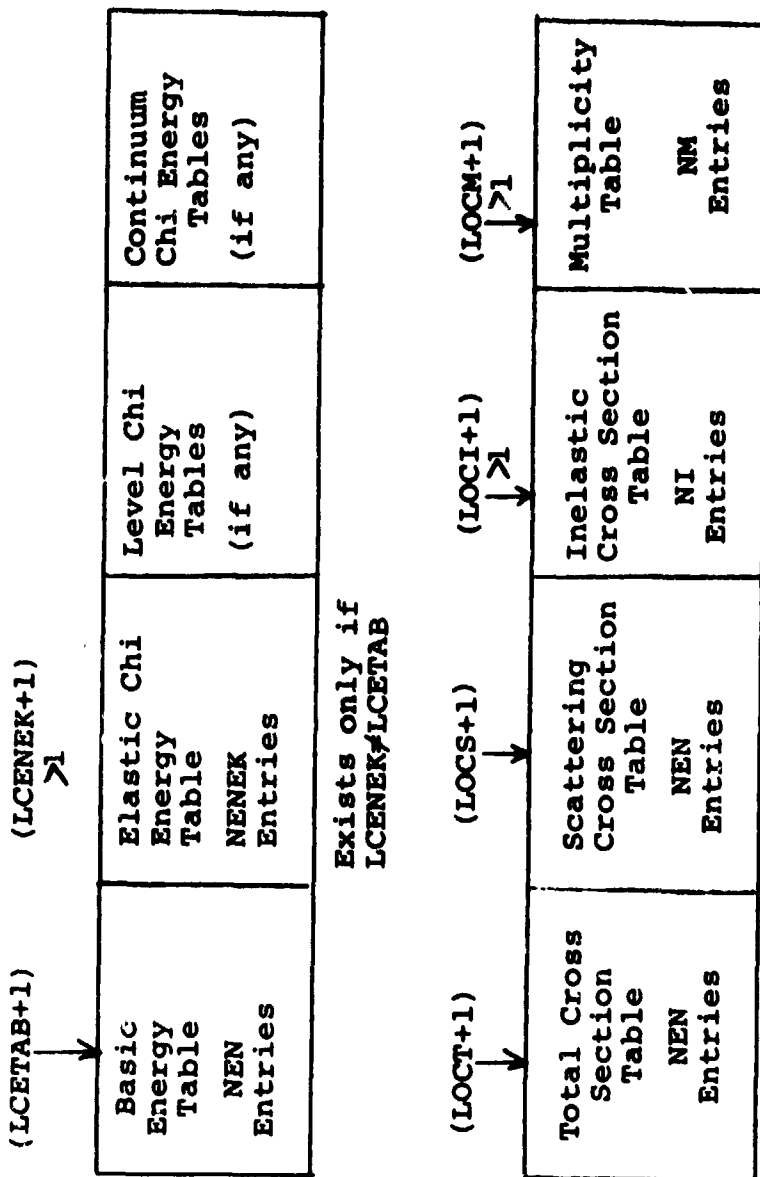 (LCETAB+1)
(LCENEK+1)
>1
Basic
Energy
Table
NEN
Entries
Elastic Chi
Energy
Table
NENEK
Entries
Level Chi
Energy
Tables
(if any)
Continuum
Chi Energy
Tables
(if any)
Exists only if
LCENEK≠LCETAB
(LOCT+1)
(LOCS+1)
(LOCI+1)
>1
(LOCM+1)
>1
Total Cross
Section
Table
NEN
Entries
Scattering
Cross Section
Table
NEN
Entries
Inelastic
Cross Section
Table
NI
Entries
Multiplicity
Table
NM
Entries